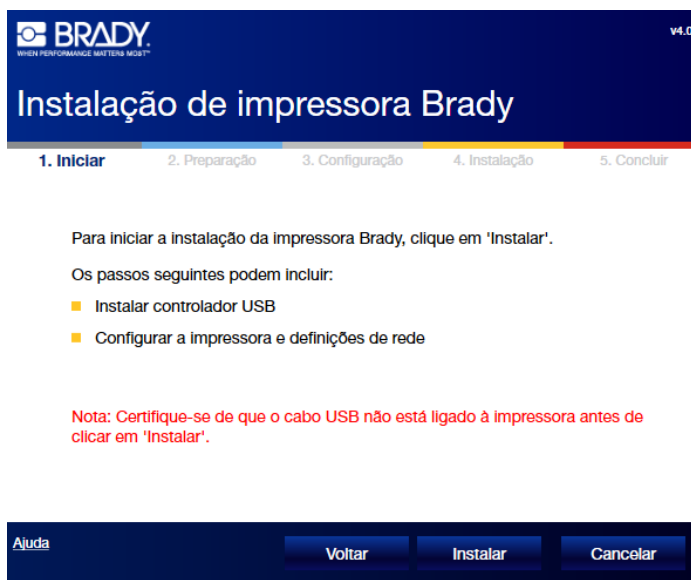 BRADY.
WHEN PERFORMANCE MATTERS MOST™
v4.0
Instalação de impressora Brady
1. Iniciar 2. Preparação 3. Configuração 4. Instalação 5. Concluir
Para iniciar a instalação da impressora Brady, clique em 'Instalar'.
Os passos seguintes podem incluir:
Instalar controlador USB
Configurar a impressora e definições de rede
Nota: Certifique-se de que o cabo USB não está ligado à impressora antes de
clicar em 'Instalar'.
Ajuda
Voltar Instalar Cancelar